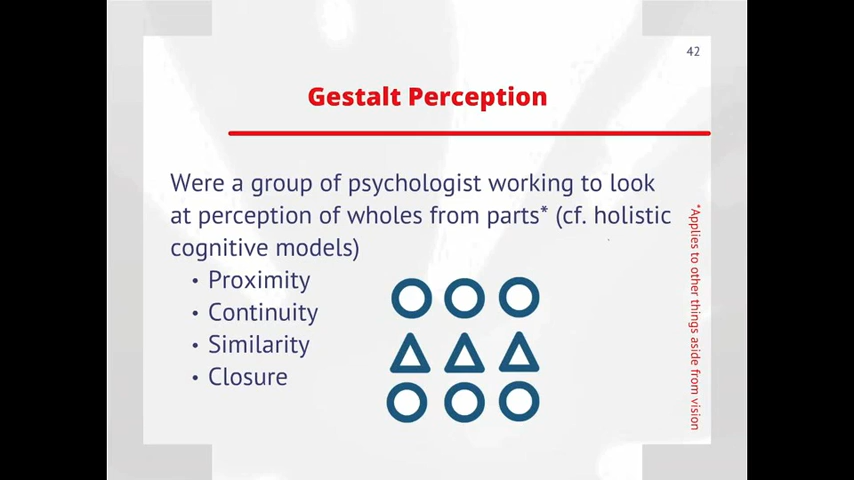 42
Gestalt Perception
Were a group of psychologist working to look
at perception of wholes from parts* (cf. holistic
cognitive models)
• Proximity
• Continuity
• Similarity
• Closure
*Applies to other things aside from vision